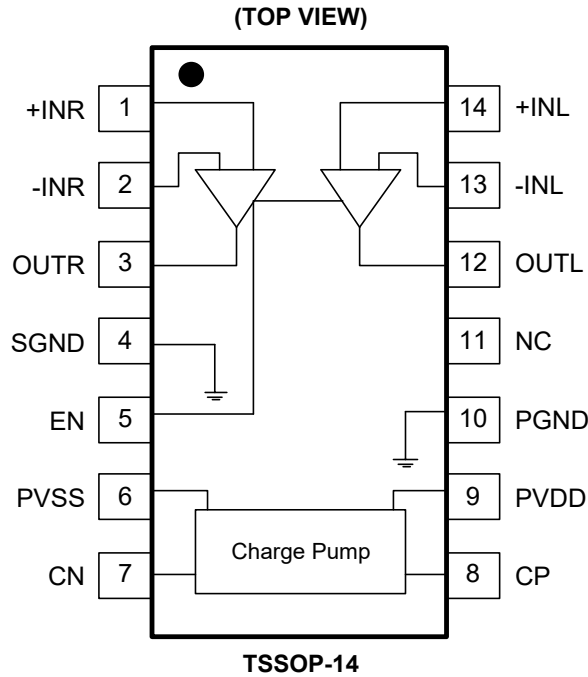 (TOP VIEW)
+INR 1 14 +INL
-INR 2 13 -INL
OUTR 3 12 OUTL
SGND 4 11 NC
EN 5 10 PGND
PVSS 6 9 PVDD
Charge Pump
CN 7 8 CP
TSSOP-14